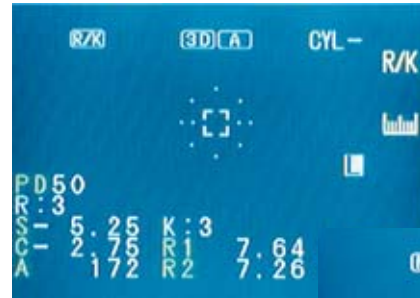 R/K 3D A CYL-
R/K
L
PD50
R:3
S- 5.25 K:3
C- 2.75 R1 7.64
A 172 R2 7.26